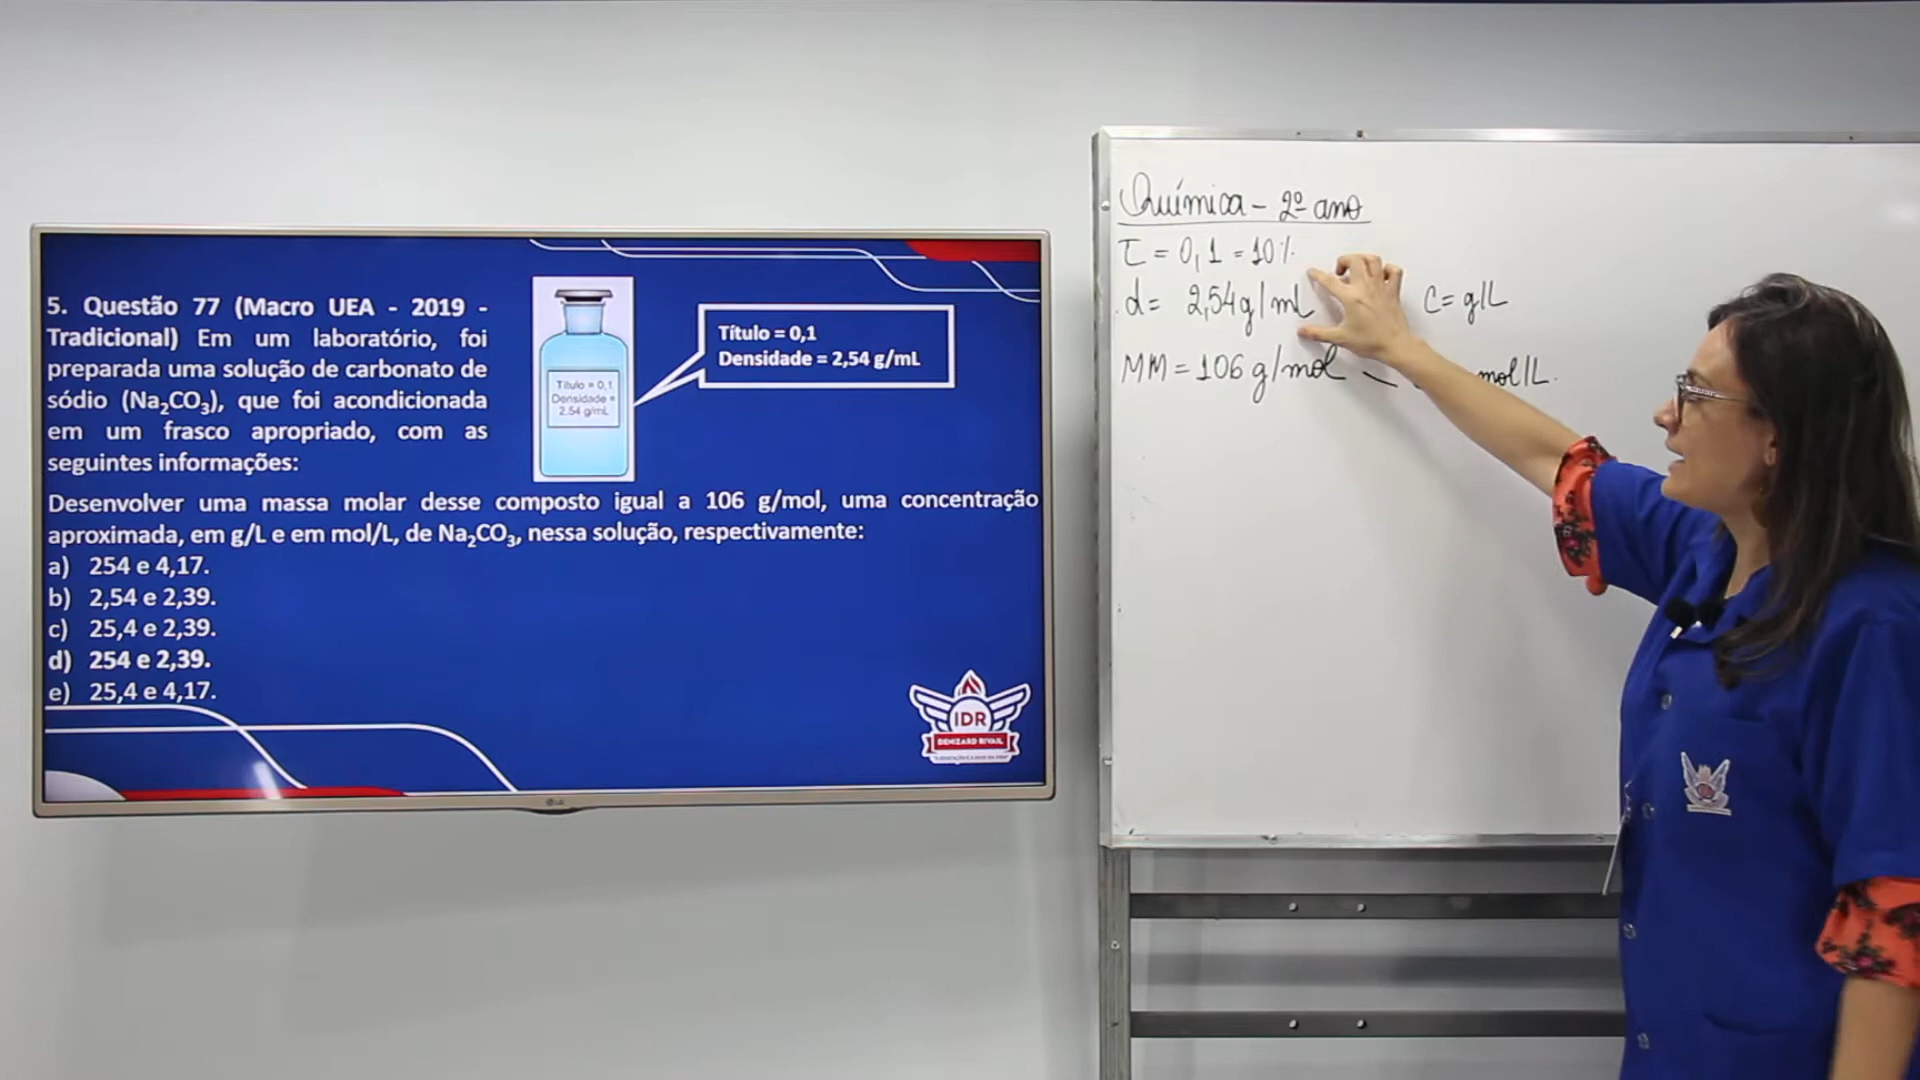 5. Questão 77 (Macro UEA - 2019 -
Tradicional) Em um laboratório, foi
preparada uma solução de carbonato de
sódio (Na₂CO₃), que foi acondicionada
em um frasco apropriado, com as
seguintes informações:
Título = 0,1
Densidade =
2.54 g/mL
Título = 0,1
Densidade = 2,54 g/mL
Desenvolver uma massa molar desse composto igual a 106 g/mol, uma concentração
aproximada, em g/L e em mol/L, de Na₂CO₃, nessa solução, respectivamente:
a) 254 e 4,17.
b) 2,54 e 2,39.
c) 25,4 e 2,39.
d) 254 e 2,39.
e) 25,4 e 4,17.
IDR
DENIZARD RIVAIL
LG
Química - 2º ano
τ = 0,1 = 10%
d = 2,54 g/mL C = g/L
MM = 106 g/mol mol/L.